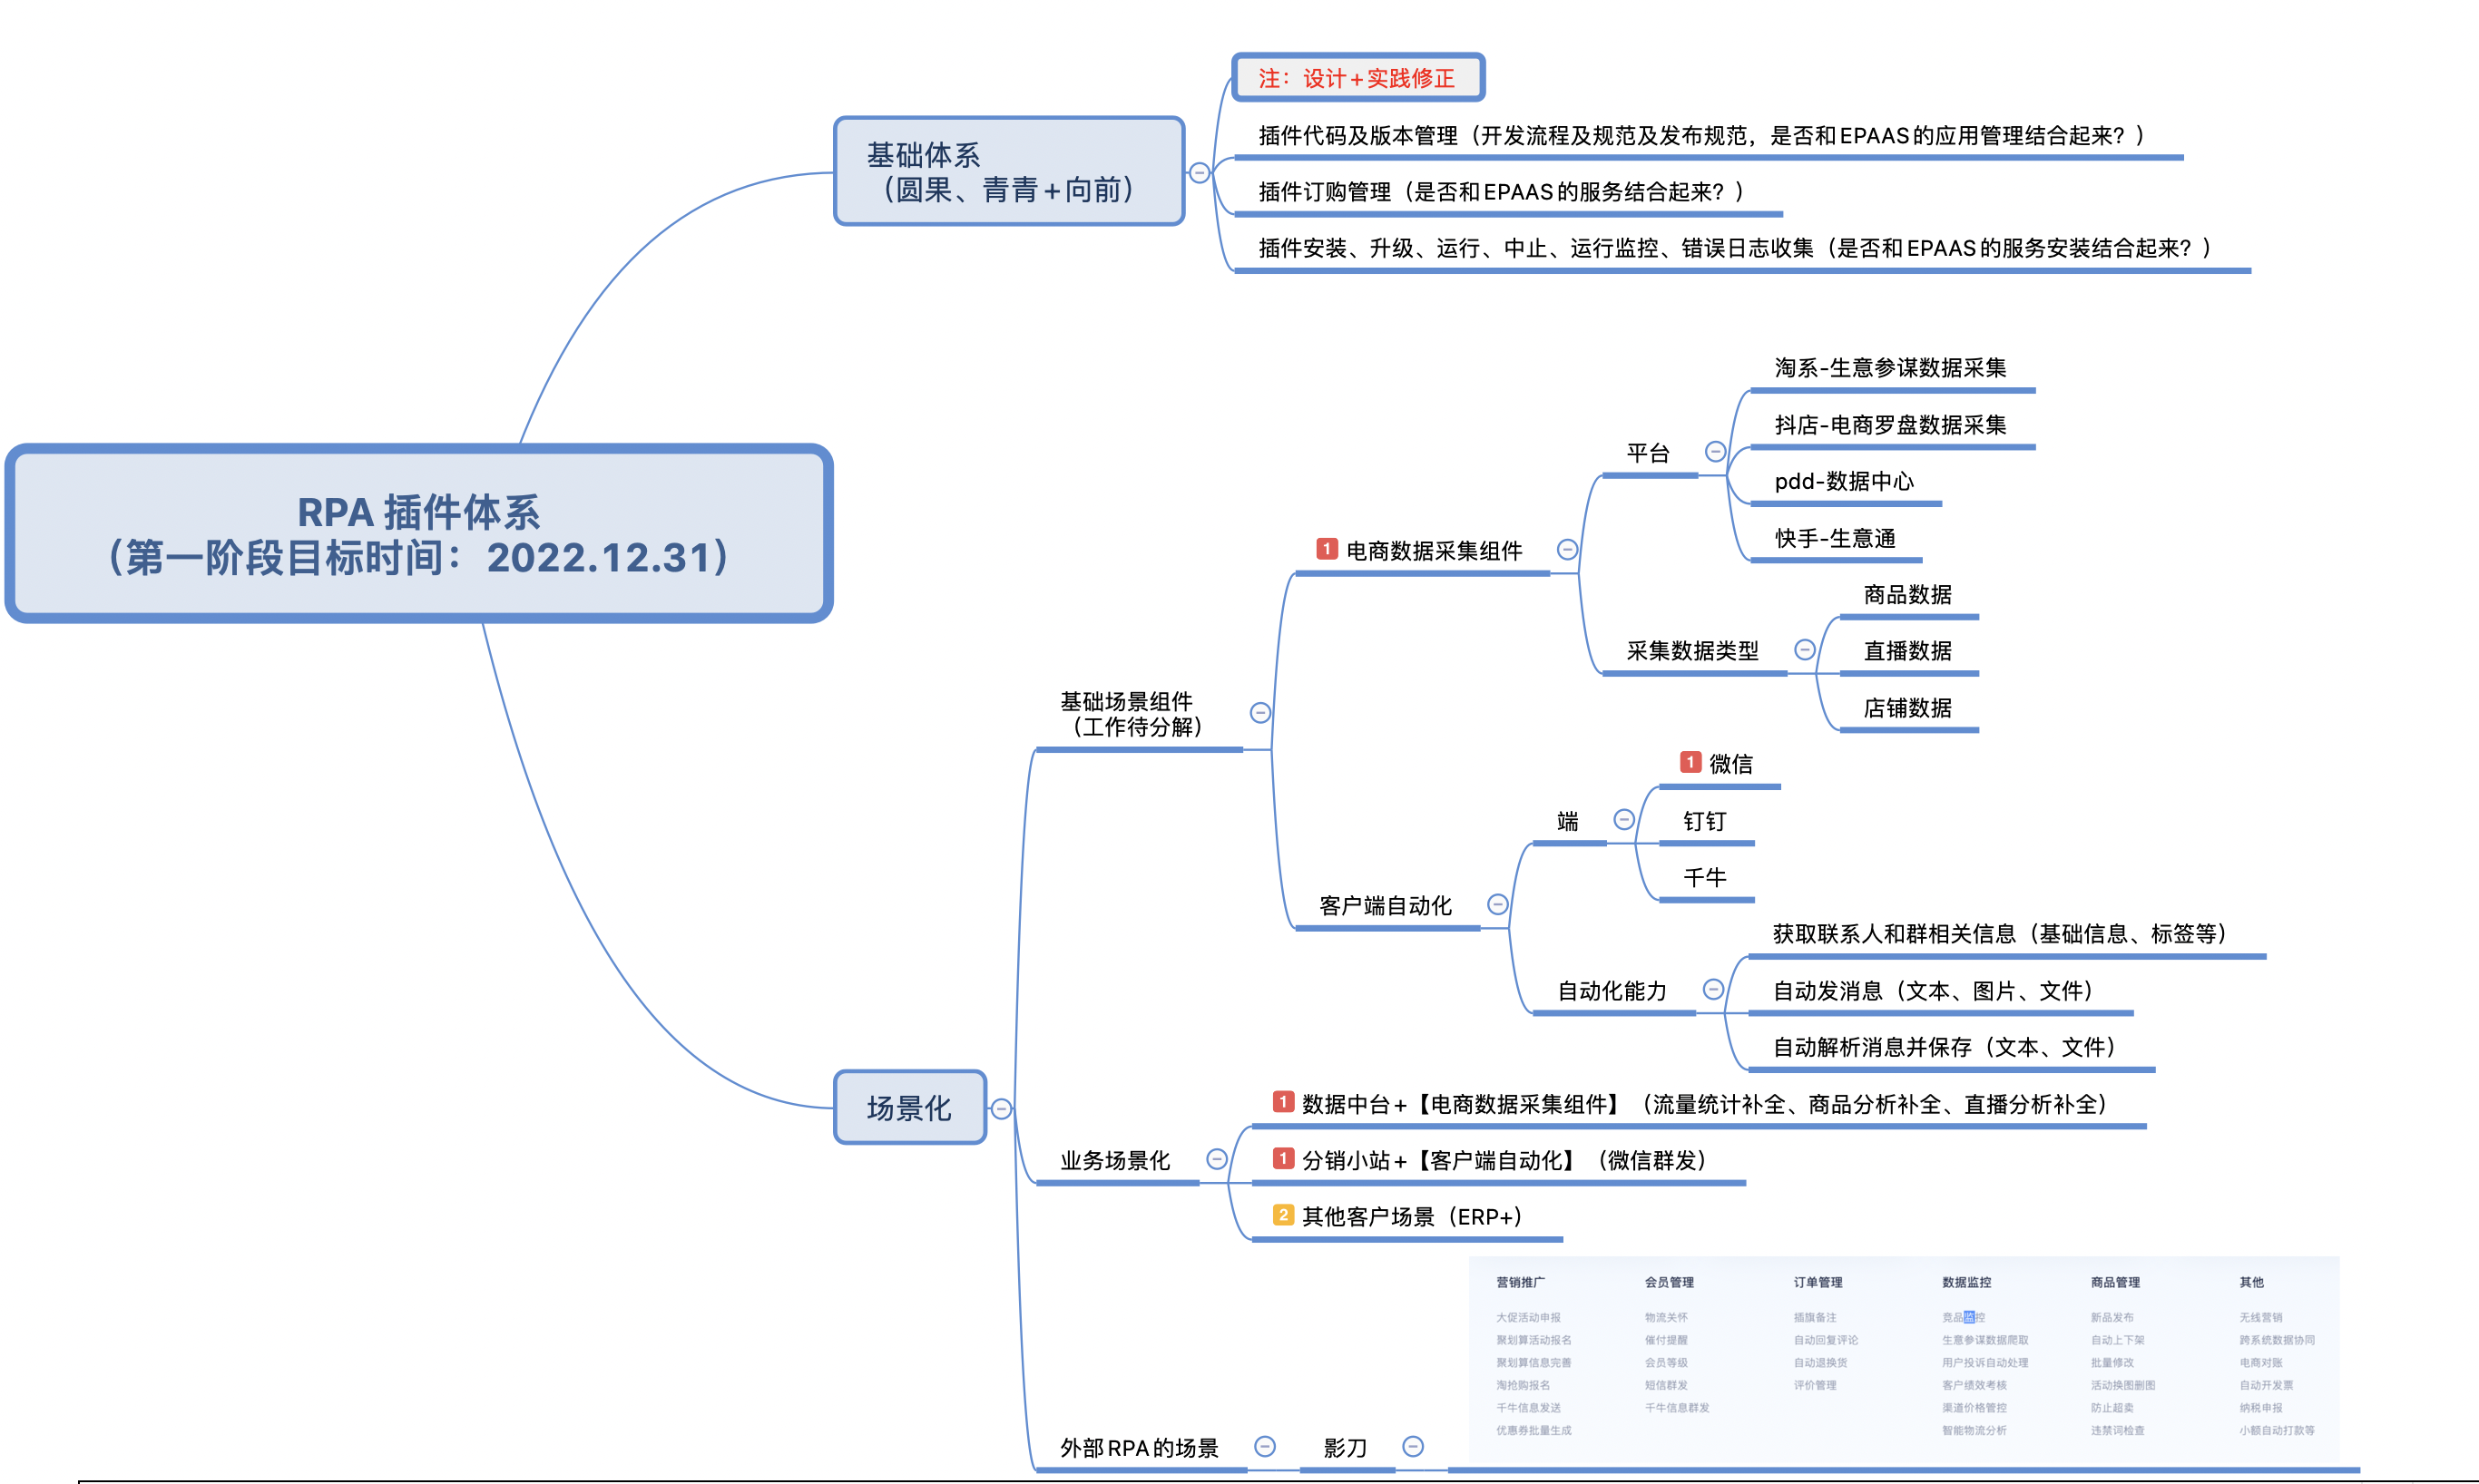 注：设计+实践修正
基础体系
（圆果、青青+向前）
插件代码及版本管理（开发流程及规范及发布规范，是否和EPAAS的应用管理结合起来？）
插件订购管理（是否和EPAAS的服务结合起来？）
插件安装、升级、运行、中止、运行监控、错误日志收集（是否和EPAAS的服务安装结合起来？）
RPA 插件体系
（第一阶段目标时间：2022.12.31）
场景化
基础场景组件
（工作待分解）
1 电商数据采集组件
平台
淘系-生意参谋数据采集
抖店-电商罗盘数据采集
pdd-数据中心
快手-生意通
采集数据类型
商品数据
直播数据
店铺数据
客户端自动化
端
1 微信
钉钉
千牛
自动化能力
获取联系人和群相关信息（基础信息、标签等）
自动发消息（文本、图片、文件）
自动解析消息并保存（文本、文件）
业务场景化
1 数据中台+【电商数据采集组件】（流量统计补全、商品分析补全、直播分析补全）
1 分销小站+【客户端自动化】（微信群发）
2 其他客户场景（ERP+）
外部RPA的场景
影刀
营销推广
大促活动申报
聚划算活动报名
聚划算信息完善
淘抢购报名
千牛信息发送
优惠券批量生成
会员管理
物流关怀
催付提醒
会员等级
短信群发
千牛信息群发
订单管理
插旗备注
自动回复评论
自动退换货
评价管理
数据监控
竞品监控
生意参谋数据爬取
用户投诉自动处理
客户绩效考核
渠道价格管控
智能物流分析
商品管理
新品发布
自动上下架
批量修改
活动换图删图
防止超卖
违禁词检查
其他
无线营销
跨系统数据协同
电商对账
自动开发票
纳税申报
小额自动打款等